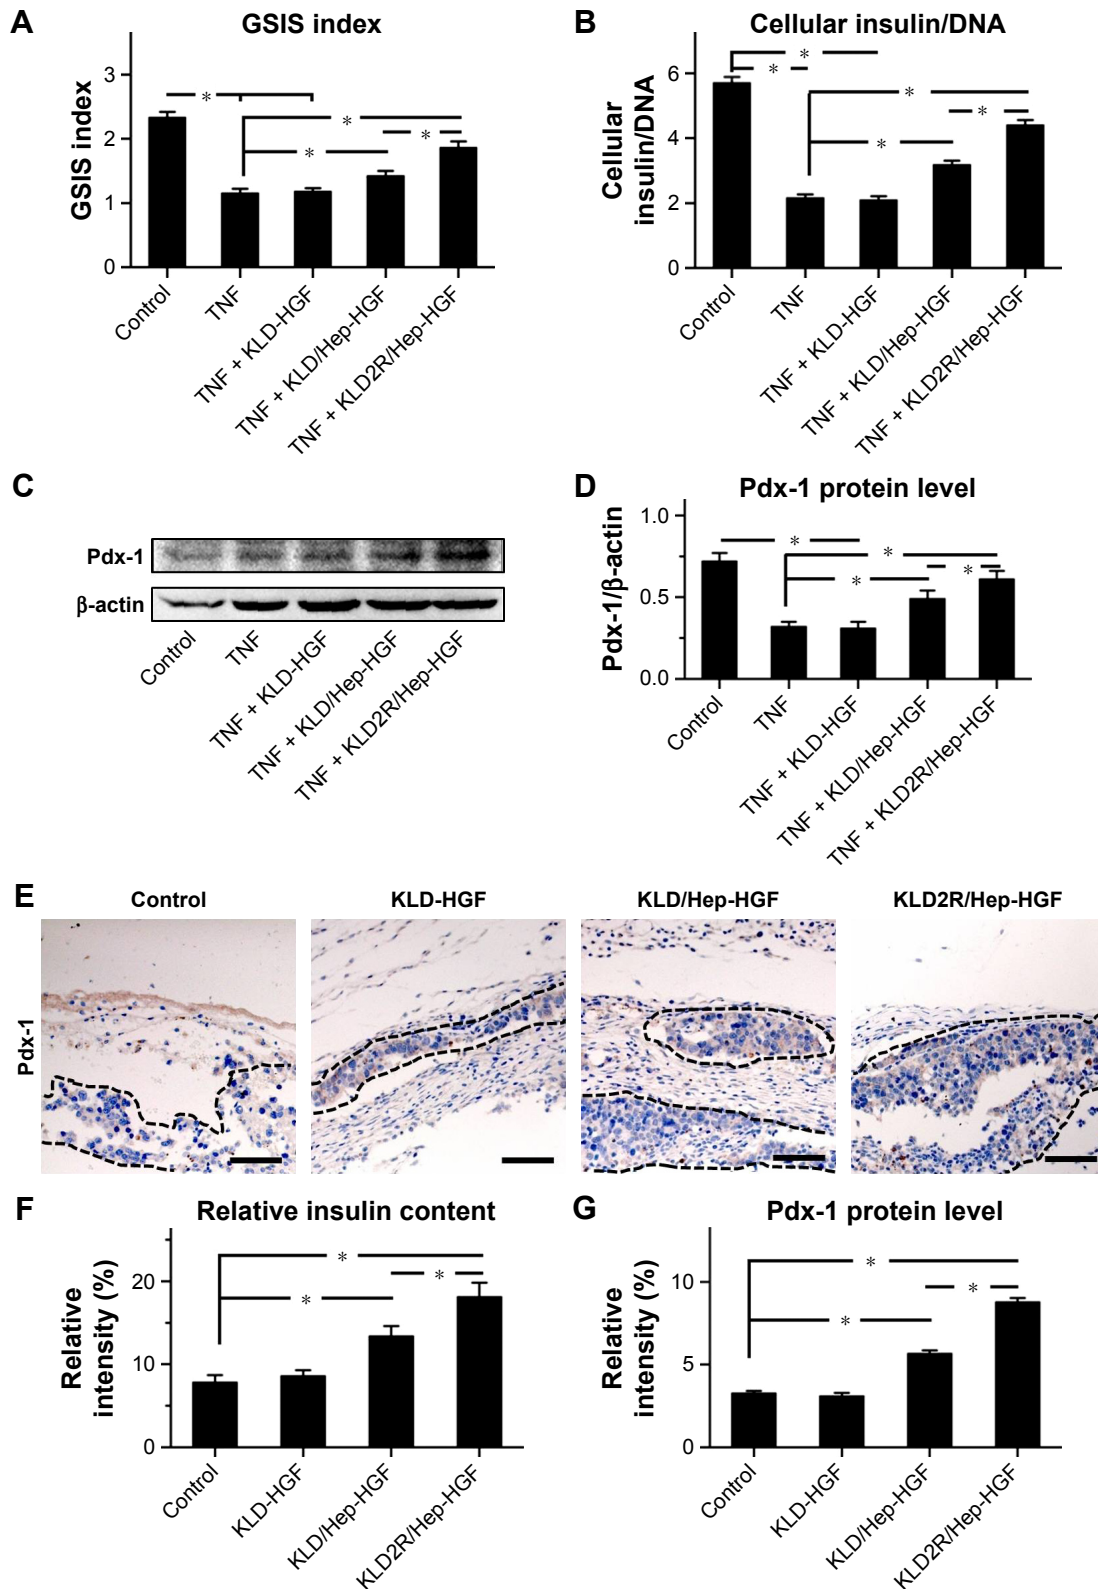 A
GSIS index
GSIS index
3
2
1
0
*
*
*
*
Control
TNF
TNF + KLD-HGF
TNF + KLD/Hep-HGF
TNF + KLD2R/Hep-HGF
B
Cellular insulin/DNA
Cellular
insulin/DNA
6
4
2
0
*
*
*
*
*
Control
TNF
TNF + KLD-HGF
TNF + KLD/Hep-HGF
TNF + KLD2R/Hep-HGF
C
Pdx-1
β-actin
Control
TNF
TNF + KLD-HGF
TNF + KLD/Hep-HGF
TNF + KLD2R/Hep-HGF
D
Pdx-1 protein level
Pdx-1/β-actin
1.0
0.5
0.0
*
*
*
*
Control
TNF
TNF + KLD-HGF
TNF + KLD/Hep-HGF
TNF + KLD2R/Hep-HGF
E
Control
KLD-HGF
KLD/Hep-HGF
KLD2R/Hep-HGF
Pdx-1
F
Relative insulin content
Relative
intensity (%)
20
10
0
*
*
*
Control
KLD-HGF
KLD/Hep-HGF
KLD2R/Hep-HGF
G
Pdx-1 protein level
Relative
intensity (%)
10
5
0
*
*
*
Control
KLD-HGF
KLD/Hep-HGF
KLD2R/Hep-HGF